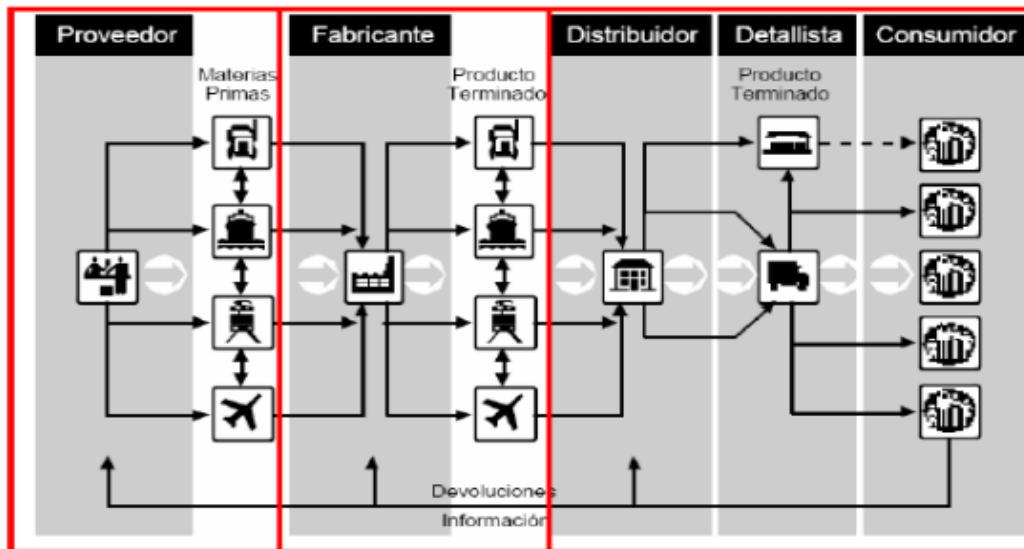 Proveedor
Fabricante
Distribuidor
Detallista
Consumidor
Materias
Primas
Producto
Terminado
Producto
Terminado
Devoluciones
Información